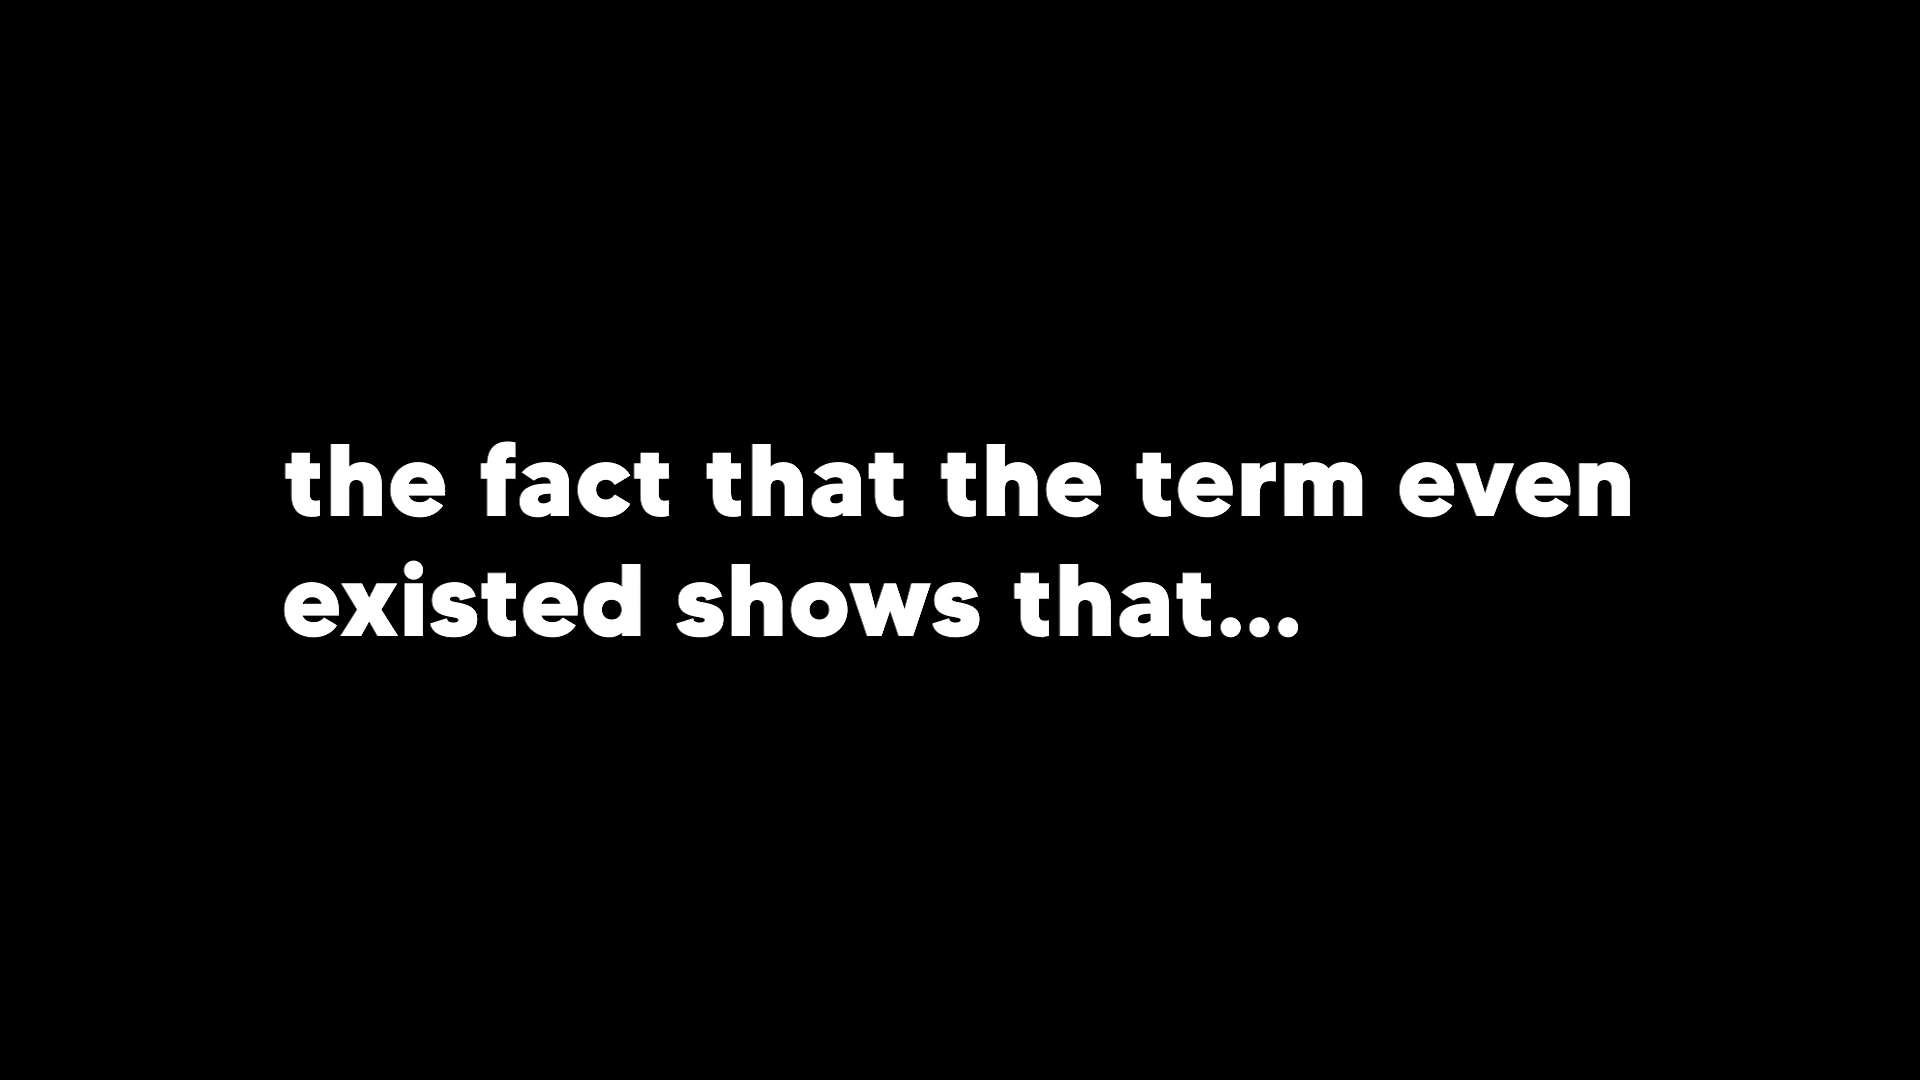 the fact that the term even
existed shows that...